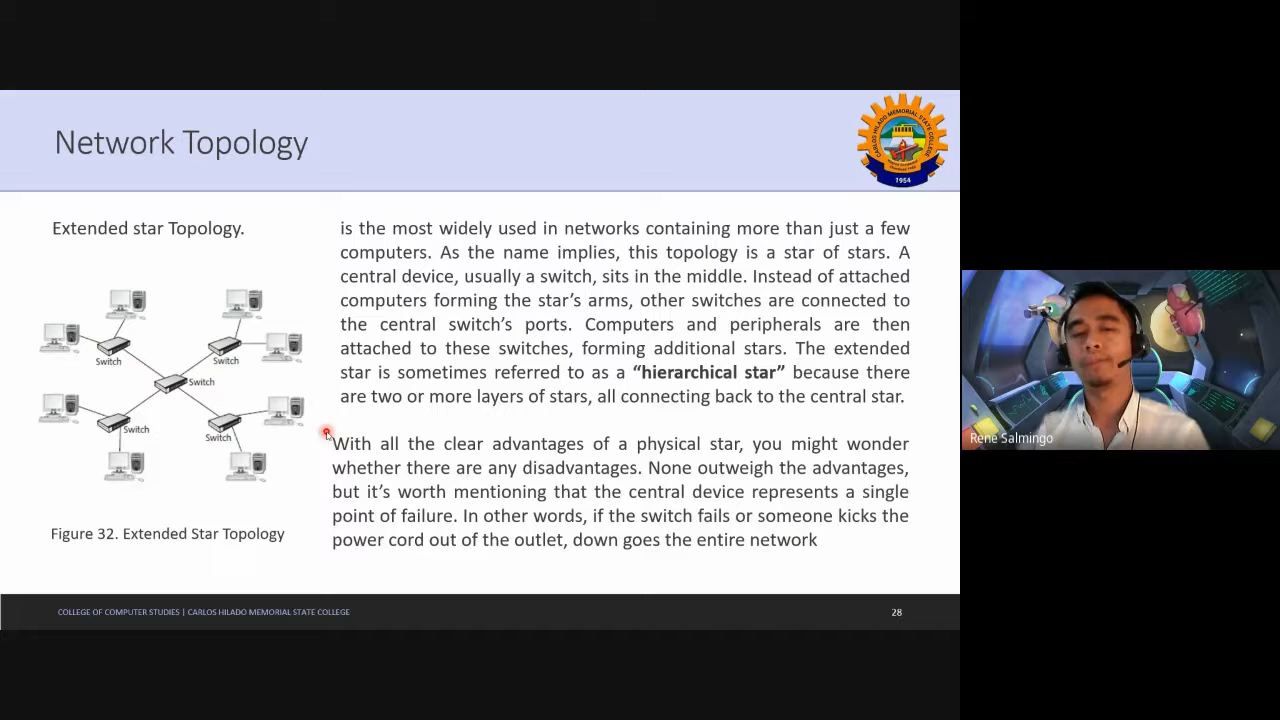 Network Topology
CARLOS HILADO MEMORIAL STATE COLLEGE
1954
Extended star Topology.
is the most widely used in networks containing more than just a few
computers. As the name implies, this topology is a star of stars. A
central device, usually a switch, sits in the middle. Instead of attached
computers forming the star’s arms, other switches are connected to
the central switch’s ports. Computers and peripherals are then
attached to these switches, forming additional stars. The extended
star is sometimes referred to as a “hierarchical star” because there
are two or more layers of stars, all connecting back to the central star.
Switch
Switch
Switch
Switch
Switch
Figure 32. Extended Star Topology
With all the clear advantages of a physical star, you might wonder
whether there are any disadvantages. None outweigh the advantages,
but it’s worth mentioning that the central device represents a single
point of failure. In other words, if the switch fails or someone kicks the
power cord out of the outlet, down goes the entire network
COLLEGE OF COMPUTER STUDIES | CARLOS HILADO MEMORIAL STATE COLLEGE
28
Rene Salmingo